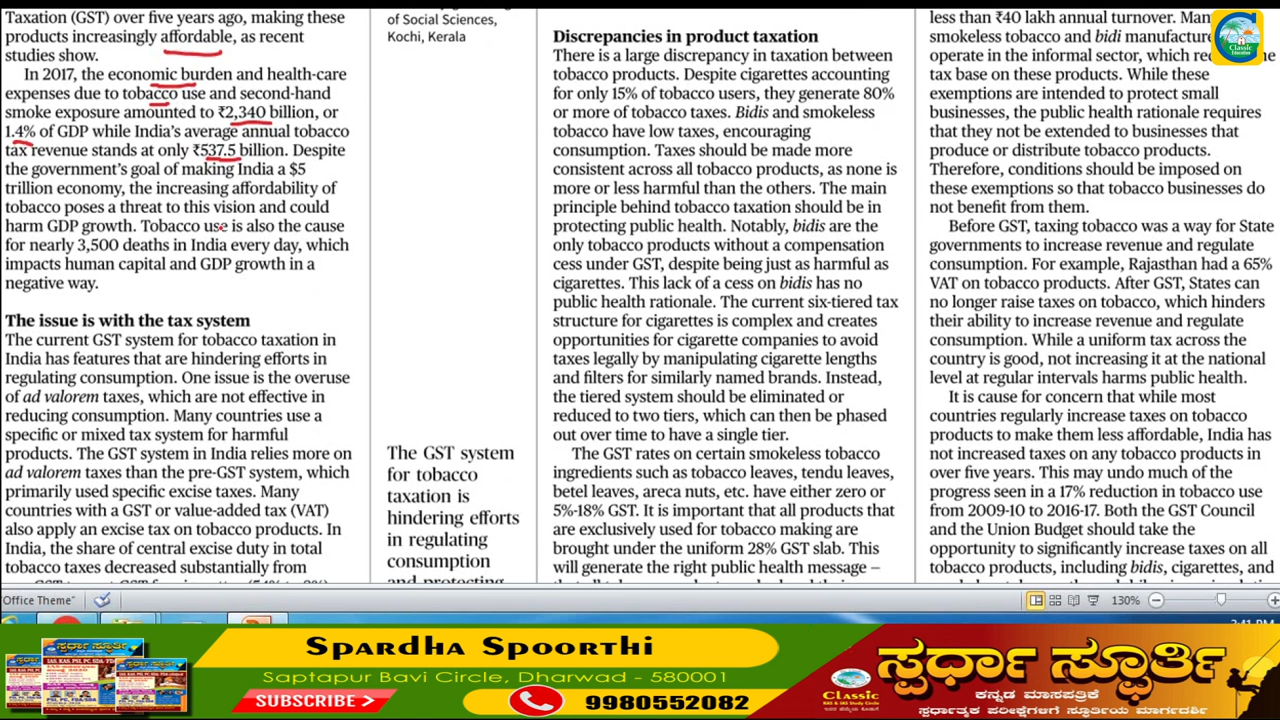 Taxation (GST) over five years ago, making these
products increasingly affordable, as recent
studies show.
In 2017, the economic burden and health-care
expenses due to tobacco use and second-hand
smoke exposure amounted to ₹2,340 billion, or
1.4% of GDP while India's average annual tobacco
tax revenue stands at only ₹537.5 billion. Despite
the government's goal of making India a $5
trillion economy, the increasing affordability of
tobacco poses a threat to this vision and could
harm GDP growth. Tobacco use is also the cause
for nearly 3,500 deaths in India every day, which
impacts human capital and GDP growth in a
negative way.
The issue is with the tax system
The current GST system for tobacco taxation in
India has features that are hindering efforts in
regulating consumption. One issue is the overuse
of ad valorem taxes, which are not effective in
reducing consumption. Many countries use a
specific or mixed tax system for harmful
products. The GST system in India relies more on
ad valorem taxes than the pre-GST system, which
primarily used specific excise taxes. Many
countries with a GST or value-added tax (VAT)
also apply an excise tax on tobacco products. In
India, the share of central excise duty in total
tobacco taxes decreased substantially from
of Social Sciences,
Kochi, Kerala
The GST system
for tobacco
taxation is
hindering efforts
in regulating
consumption
and protecting
Discrepancies in product taxation
There is a large discrepancy in taxation between
tobacco products. Despite cigarettes accounting
for only 15% of tobacco users, they generate 80%
or more of tobacco taxes. Bidis and smokeless
tobacco have low taxes, encouraging
consumption. Taxes should be made more
consistent across all tobacco products, as none is
more or less harmful than the others. The main
principle behind tobacco taxation should be in
protecting public health. Notably, bidis are the
only tobacco products without a compensation
cess under GST, despite being just as harmful as
cigarettes. This lack of a cess on bidis has no
public health rationale. The current six-tiered tax
structure for cigarettes is complex and creates
opportunities for cigarette companies to avoid
taxes legally by manipulating cigarette lengths
and filters for similarly named brands. Instead,
the tiered system should be eliminated or
reduced to two tiers, which can then be phased
out over time to have a single tier.
The GST rates on certain smokeless tobacco
ingredients such as tobacco leaves, tendu leaves,
betel leaves, areca nuts, etc. have either zero or
5%-18% GST. It is important that all products that
are exclusively used for tobacco making are
brought under the uniform 28% GST slab. This
will generate the right public health message —
less than ₹40 lakh annual turnover. Man
smokeless tobacco and bidi manufactur
operate in the informal sector, which re
tax base on these products. While these
exemptions are intended to protect small
businesses, the public health rationale requires
that they not be extended to businesses that
produce or distribute tobacco products.
Therefore, conditions should be imposed on
these exemptions so that tobacco businesses do
not benefit from them.
Before GST, taxing tobacco was a way for State
governments to increase revenue and regulate
consumption. For example, Rajasthan had a 65%
VAT on tobacco products. After GST, States can
no longer raise taxes on tobacco, which hinders
their ability to increase revenue and regulate
consumption. While a uniform tax across the
country is good, not increasing it at the national
level at regular intervals harms public health.
It is cause for concern that while most
countries regularly increase taxes on tobacco
products to make them less affordable, India has
not increased taxes on any tobacco products in
over five years. This may undo much of the
progress seen in a 17% reduction in tobacco use
from 2009-10 to 2016-17. Both the GST Council
and the Union Budget should take the
opportunity to significantly increase taxes on all
tobacco products, including bidis, cigarettes, and
Classic
Office Theme"
130%
2:41 PM
Spardha Spoorthi
Saptapur Bavi Circle, Dharwad - 580001
SUBSCRIBE
9980552082
Classic
ಸ್ಪರ್ಧಾ ಸ್ಫೂರ್ತಿ
ಕನ್ನಡ ಮಾಸಪತ್ರಿಕೆ
ಸ್ಪರ್ಧಾತ್ಮಕ ಪರೀಕ್ಷೆಗಳಿಗೆ ಸ್ಫೂರ್ತಿಯ ಮಾರ್ಗದರ್ಶಿ